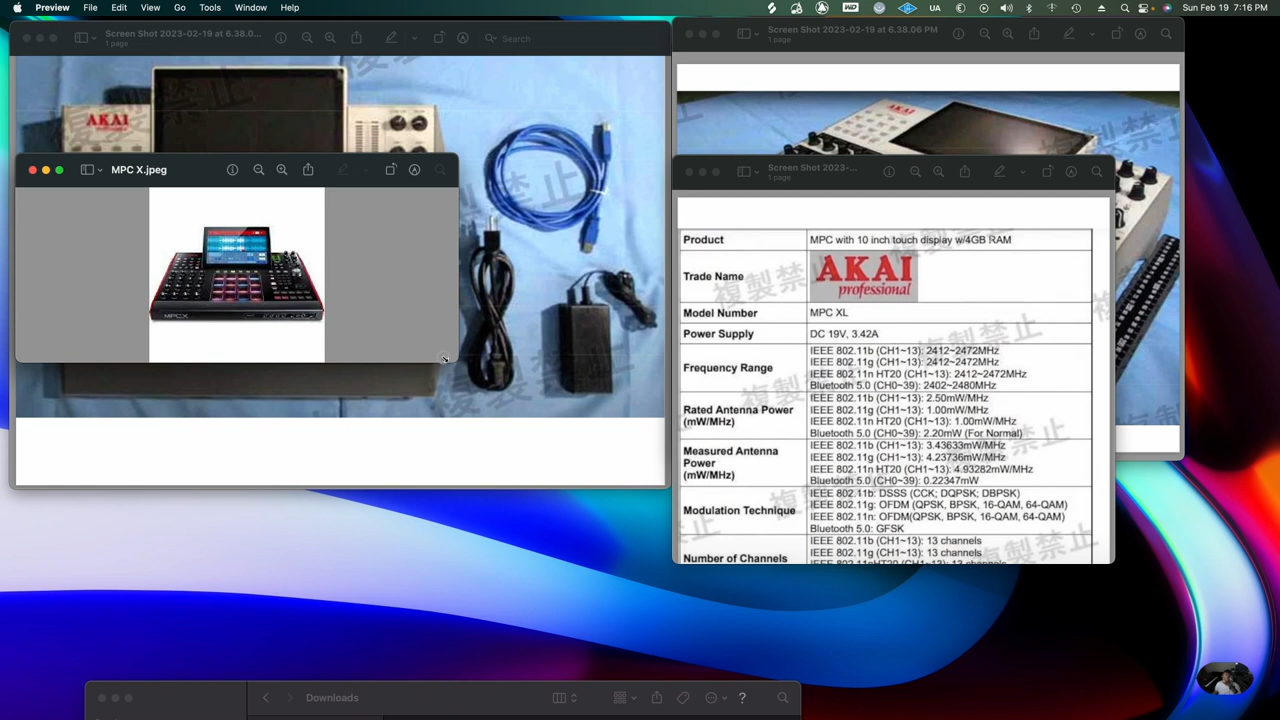 Preview File Edit View Go Tools Window Help
UA
Sun Feb 19 7:16 PM
Screen Shot 2023-02-19 at 6.38.0...
1 page
Search
Screen Shot 2023-02-19 at 6.38.06 PM
1 page
AKAI
AKAI
MPC X.jpeg
MPCX
Screen Shot 2023-...
1 page
Product MPC with 10 inch touch display w/4GB RAM
Trade Name AKAI
professional
Model Number MPC XL
Power Supply DC 19V, 3.42A
Frequency Range
IEEE 802.11b (CH1~13): 2412~2472MHz
IEEE 802.11g (CH1~13): 2412~2472MHz
IEEE 802.11n HT20 (CH1~13): 2412~2472MHz
Bluetooth 5.0 (CH0~39): 2402~2480MHz
Rated Antenna Power
(mW/MHz)
IEEE 802.11b (CH1~13): 2.50mW/MHz
IEEE 802.11g (CH1~13): 1.00mW/MHz
IEEE 802.11n HT20 (CH1~13): 1.00mW/MHz
Bluetooth 5.0 (CH0~39): 2.20mW (For Normal)
Measured Antenna
Power
(mW/MHz)
IEEE 802.11b (CH1~13): 3.43633mW/MHz
IEEE 802.11g (CH1~13): 4.23736mW/MHz
IEEE 802.11n HT20 (CH1~13): 4.93282mW/MHz
Bluetooth 5.0 (CH0~39): 0.22347mW
Modulation Technique
IEEE 802.11b: DSSS (CCK; DQPSK; DBPSK)
IEEE 802.11g: OFDM (QPSK, BPSK, 16-QAM, 64-QAM)
IEEE 802.11n: OFDM(QPSK, BPSK, 16-QAM, 64-QAM)
Bluetooth 5.0: GFSK
Number of Channels
IEEE 802.11b (CH1~13): 13 channels
IEEE 802.11g (CH1~13): 13 channels
IEEE 802.11nHT20 (CH1~13): 13 channels
複製禁止
Downloads